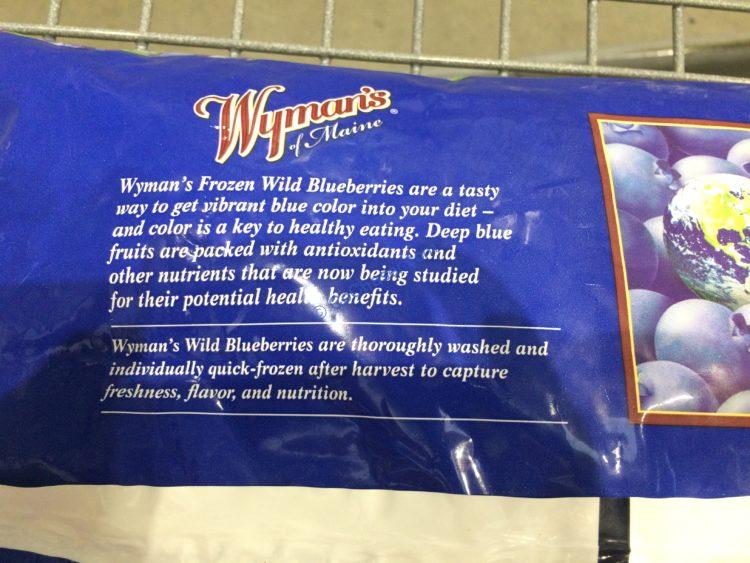 Wyman's®
of Maine
Wyman's Frozen Wild Blueberries are a tasty
way to get vibrant blue color into your diet –
and color is a key to healthy eating. Deep blue
fruits are packed with antioxidants and
other nutrients that are now being studied
for their potential health benefits.
Wyman's Wild Blueberries are thoroughly washed and
individually quick-frozen after harvest to capture
freshness, flavor, and nutrition.